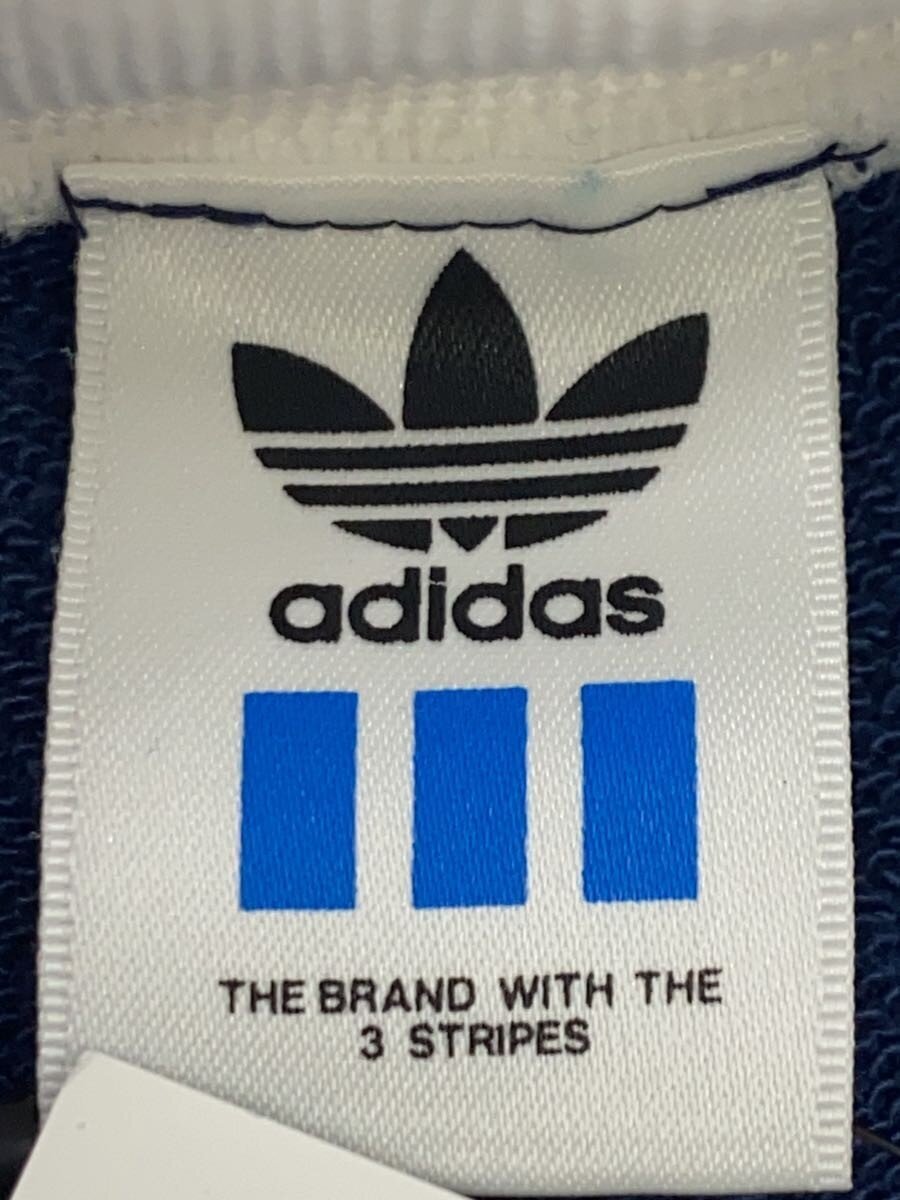 adidas
THE BRAND WITH THE
3 STRIPES